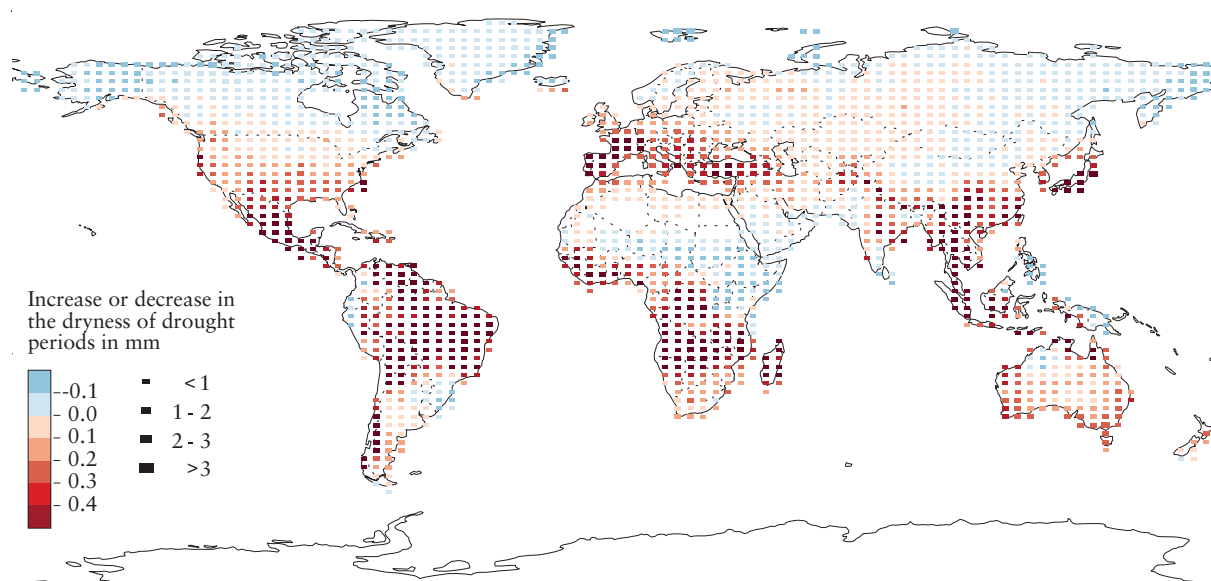 Increase or decrease in
the dryness of drought
periods in mm
--0.1
- 0.0
- 0.1
- 0.2
- 0.3
- 0.4
<1
1 - 2
2 - 3
>3